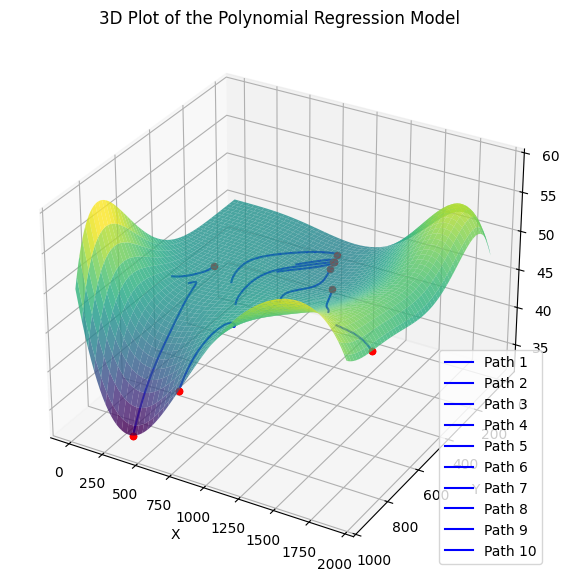 3D Plot of the Polynomial Regression Model
60
55
50
45
40
35
0
250
500
750
1000
1250
1500
1750
2000
X
200
400
600
800
1000
Y
Path 1
Path 2
Path 3
Path 4
Path 5
Path 6
Path 7
Path 8
Path 9
Path 10